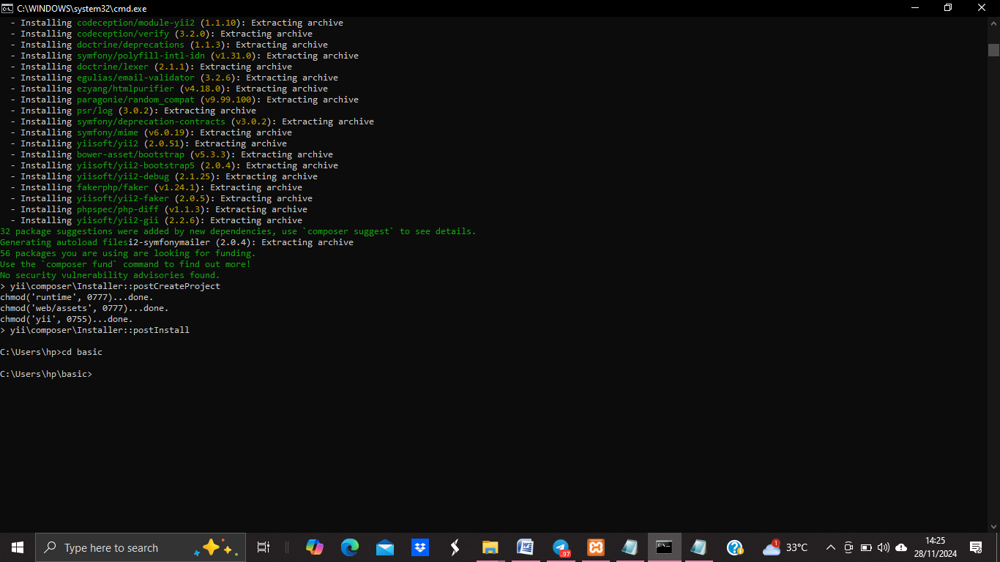 C:\WINDOWS\system32\cmd.exe
- Installing codeception/module-yii2 (1.1.10): Extracting archive
- Installing codeception/verify (3.2.0): Extracting archive
- Installing doctrine/deprecations (1.1.3): Extracting archive
- Installing symfony/polyfill-intl-idn (v1.31.0): Extracting archive
- Installing doctrine/lexer (2.1.1): Extracting archive
- Installing egulias/email-validator (3.2.6): Extracting archive
- Installing ezyang/htmlpurifier (v4.18.0): Extracting archive
- Installing paragonie/random_compat (v9.99.100): Extracting archive
- Installing psr/log (3.0.2): Extracting archive
- Installing symfony/deprecation-contracts (v3.0.2): Extracting archive
- Installing symfony/mime (v6.0.19): Extracting archive
- Installing yiisoft/yii2 (2.0.51): Extracting archive
- Installing bower-asset/bootstrap (v5.3.3): Extracting archive
- Installing yiisoft/yii2-bootstrap5 (2.0.4): Extracting archive
- Installing yiisoft/yii2-debug (2.1.25): Extracting archive
- Installing fakerphp/faker (v1.24.1): Extracting archive
- Installing yiisoft/yii2-faker (2.0.5): Extracting archive
- Installing phpspec/php-diff (v1.1.3): Extracting archive
- Installing yiisoft/yii2-gii (2.2.6): Extracting archive
32 package suggestions were added by new dependencies, use `composer suggest` to see details.
Generating autoload filesi2-symfonymailer (2.0.4): Extracting archive
56 packages you are using are looking for funding.
Use the `composer fund` command to find out more!
No security vulnerability advisories found.
> yii\composer\Installer::postCreateProject
chmod('runtime', 0777)...done.
chmod('web/assets', 0777)...done.
chmod('yii', 0755)...done.
> yii\composer\Installer::postInstall
C:\Users\hp>cd basic
C:\Users\hp\basic>
Type here to search
97
1
33°C
14:25
28/11/2024